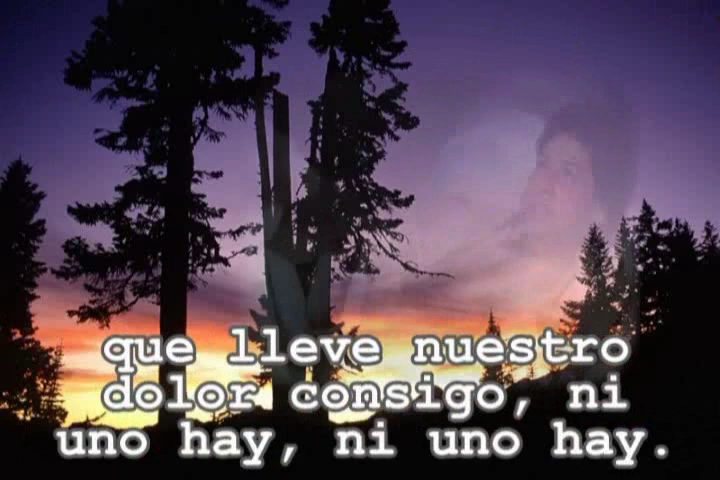 que lleve nuestro
dolor consigo, ni
uno hay, ni uno hay.